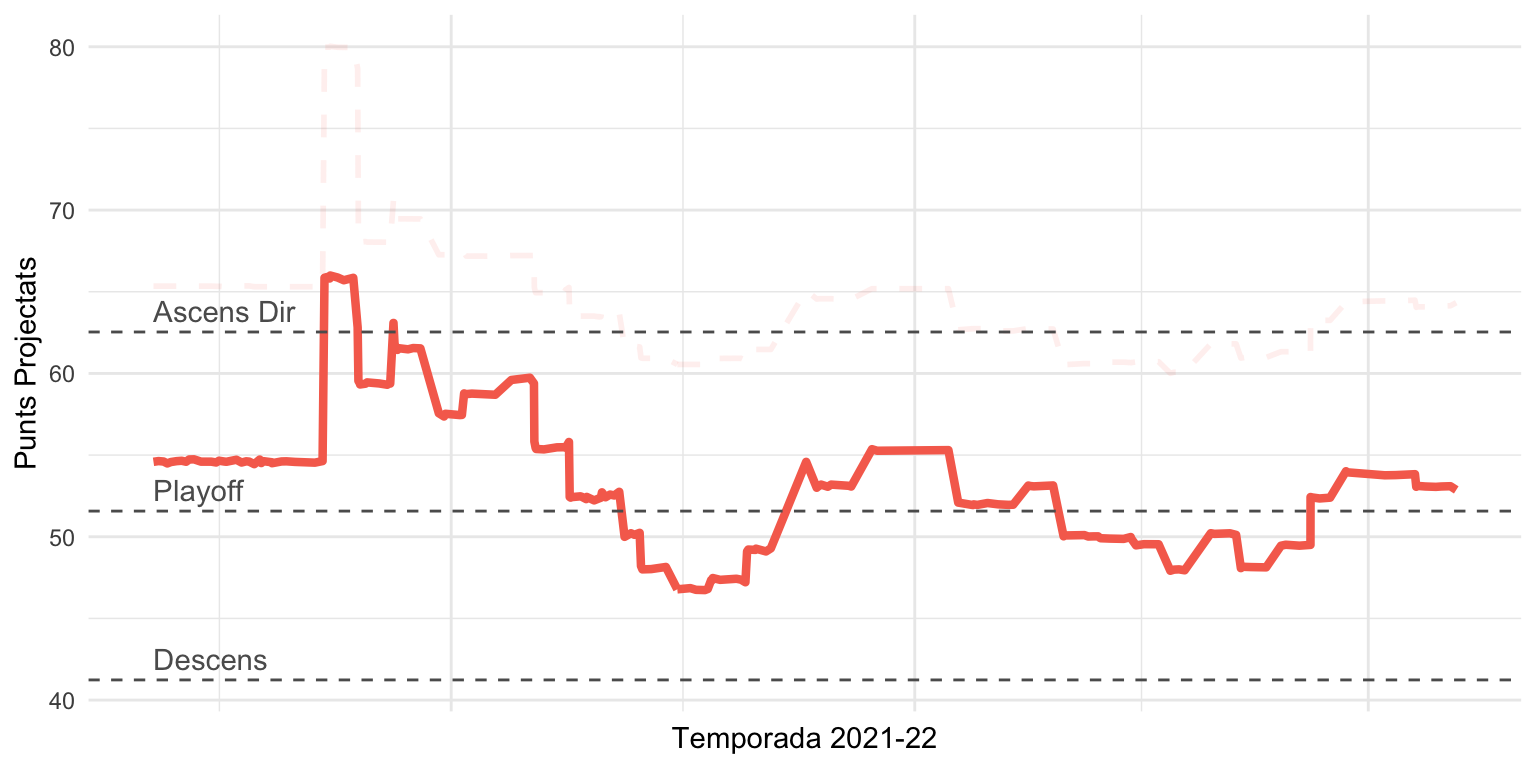 80
70
60
50
40
Punts Projectats
Ascens Dir
Playoff
Descens
Temporada 2021-22